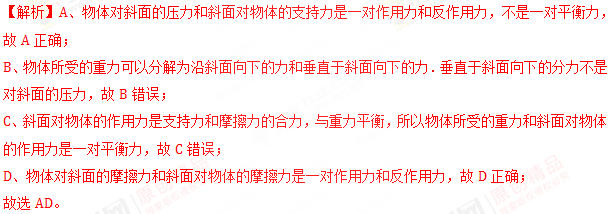 【解析】A、物体对斜面的压力和斜面对物体的支持力是一对作用力和反作用力，不是一对平衡力，
故 A 正确；
B、物体所受的重力可以分解为沿斜面向下的力和垂直于斜面向下的力．垂直于斜面向下的分力不是
对斜面的压力，故 B 错误；
C、斜面对物体的作用力是支持力和摩擦力的合力，与重力平衡，所以物体所受的重力和斜面对物体
的作用力是一对平衡力，故 C 错误；
D、物体对斜面的摩擦力和斜面对物体的摩擦力是一对作用力和反作用力，故 D 正确；
故选 AD。